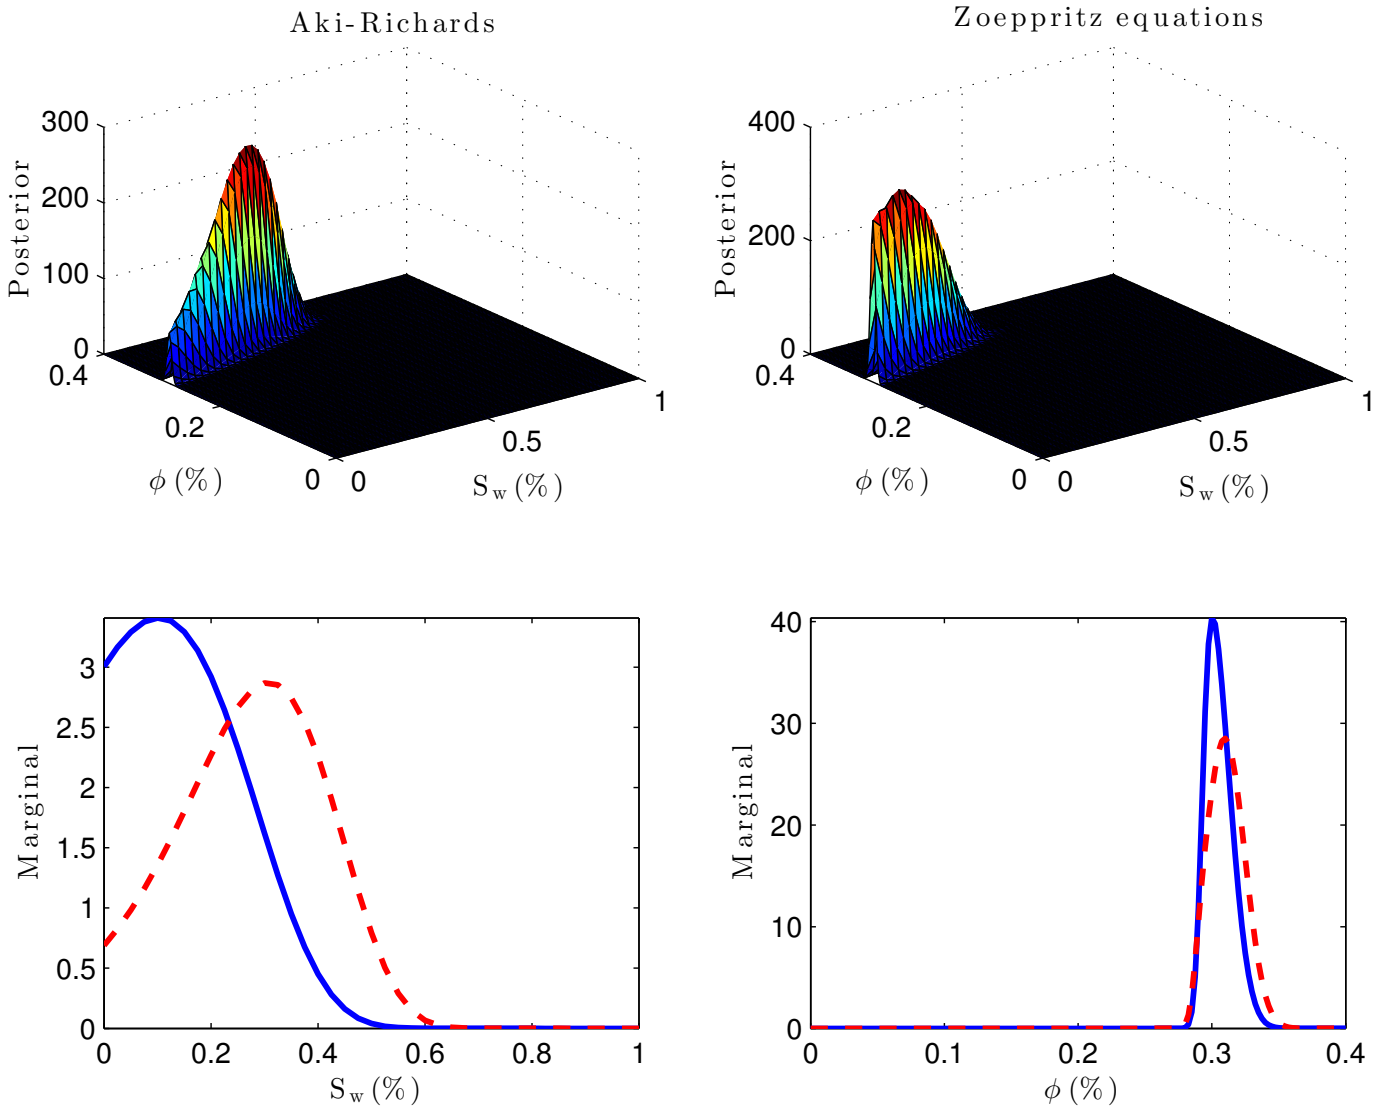 Aki-Richards
Zoeppritz equations
Posterior
300
200
100
0
0.4
0.2
0
0
0.5
1
ϕ (%)
S_w (%)
Posterior
400
200
0
0.4
0.2
0
0
0.5
1
ϕ (%)
S_w (%)
Marginal
3
2.5
2
1.5
1
0.5
0
0 0.2 0.4 0.6 0.8 1
S_w (%)
Marginal
40
30
20
10
0
0 0.1 0.2 0.3 0.4
ϕ (%)